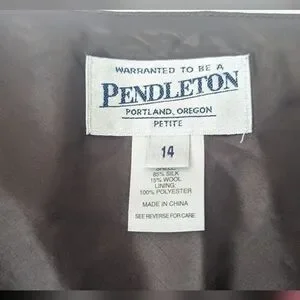 WARRANTED TO BE A
PENDLETON
PORTLAND, OREGON
PETITE
14
SHELL:
85% SILK
15% WOOL
LINING:
100% POLYESTER
MADE IN CHINA
SEE REVERSE FOR CARE